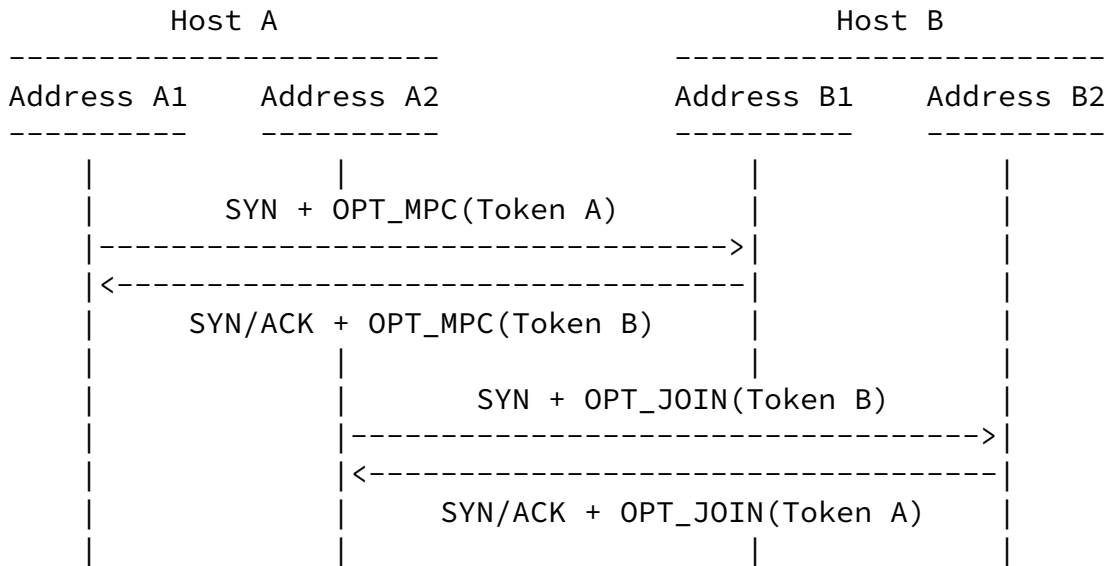 Host A                               Host B
------------------------             ------------------------
Address A1    Address A2             Address B1    Address B2
----------    ----------             ----------    ----------
SYN + OPT_MPC(Token A)
SYN/ACK + OPT_MPC(Token B)
SYN + OPT_JOIN(Token B)
SYN/ACK + OPT_JOIN(Token A)